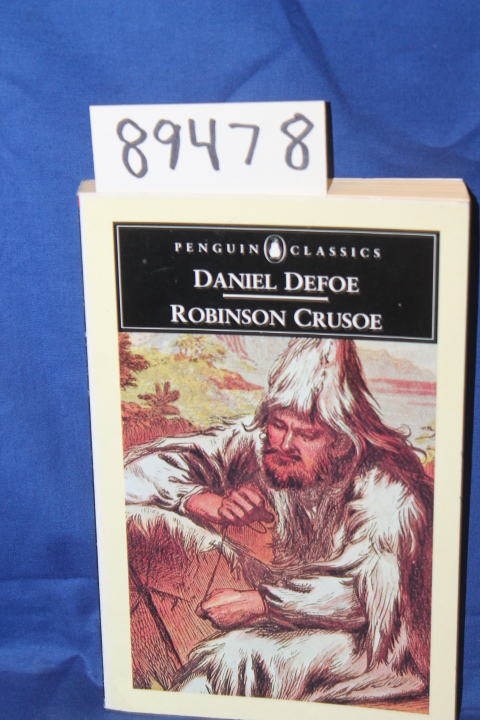 89478
PENGUIN CLASSICS
DANIEL DEFOE
ROBINSON CRUSOE